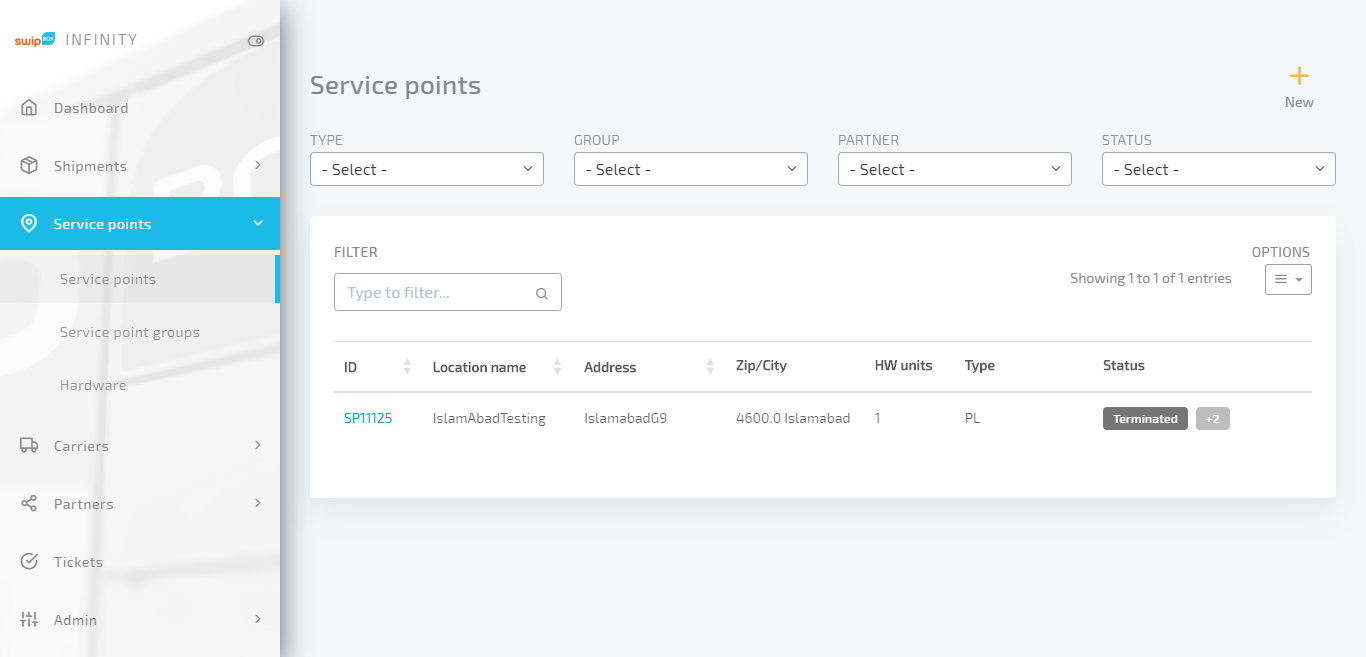 swip BOX INFINITY
Dashboard
Shipments
Service points
Service points
Service point groups
Hardware
Carriers
Partners
Tickets
Admin
Service points
New
TYPE GROUP PARTNER STATUS
- Select - - Select - - Select - - Select -
FILTER OPTIONS
Type to filter... Showing 1 to 1 of 1 entries
ID Location name Address Zip/City HW units Type Status
SP11125 IslamAbadTesting IslamabadG9 4600.0 Islamabad 1 PL Terminated +2